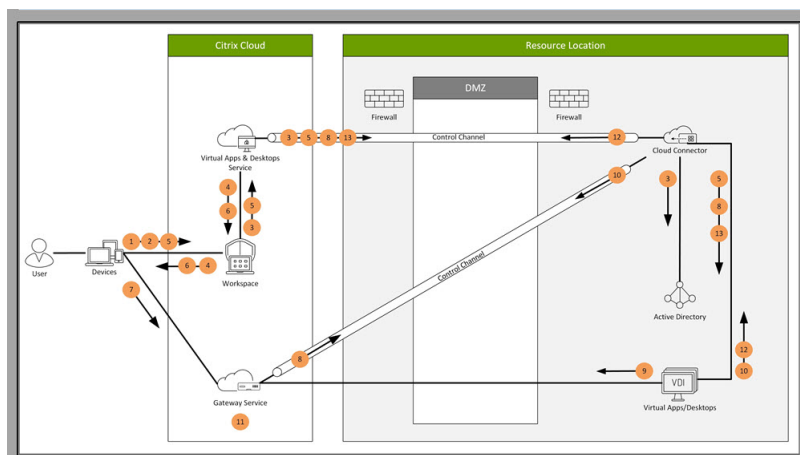 Citrix Cloud
Resource Location
DMZ
Firewall
Firewall
3 5 8 13
Control Channel
12
Virtual Apps & Desktops
Service
Cloud Connector
4
6
5
3
10
3
5
8
13
1 2 5
User
Devices
6 4
Workspace
Control Channel
7
Active Directory
8
12
10
9
VDI
Gateway Service
Virtual Apps/Desktops
11